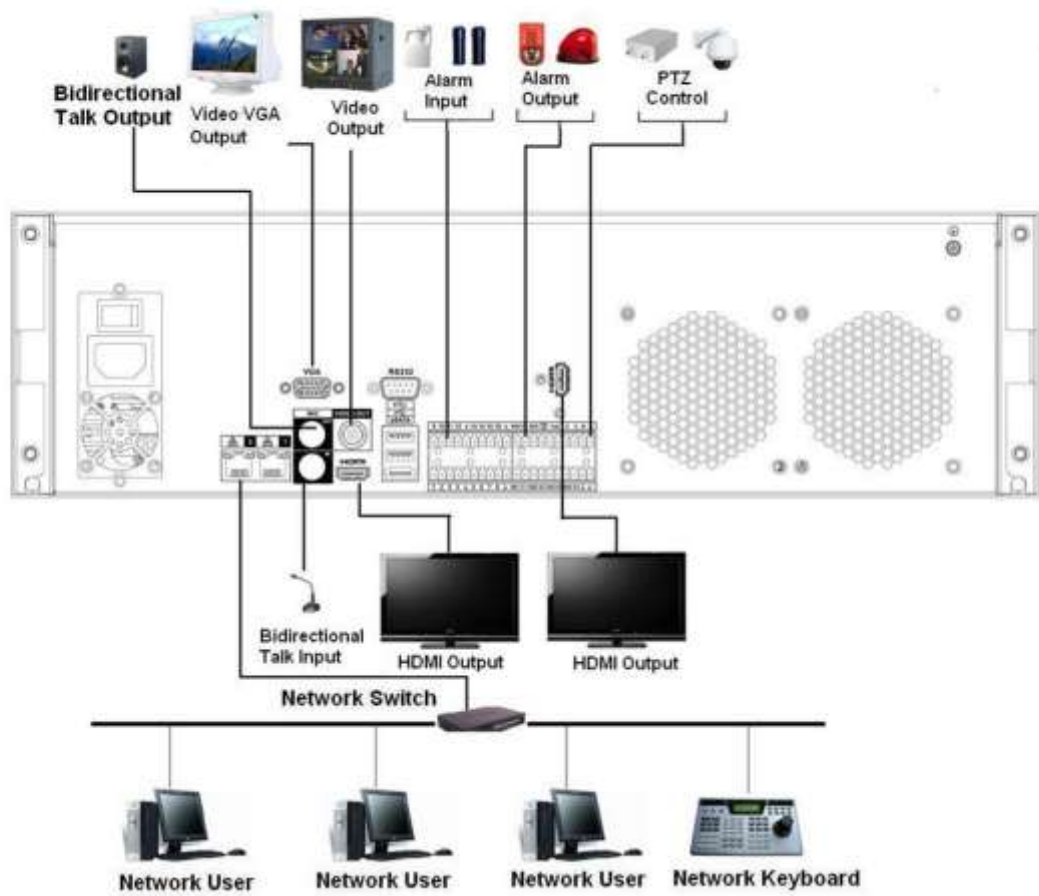 Bidirectional
Talk Output
Video VGA
Output
Video
Output
Alarm
Input
Alarm
Output
PTZ
Control
VGA
RS232
HDMI
HDMI
Bidirectional
Talk Input
HDMI Output
HDMI Output
Network Switch
Network User
Network User
Network User
Network Keyboard